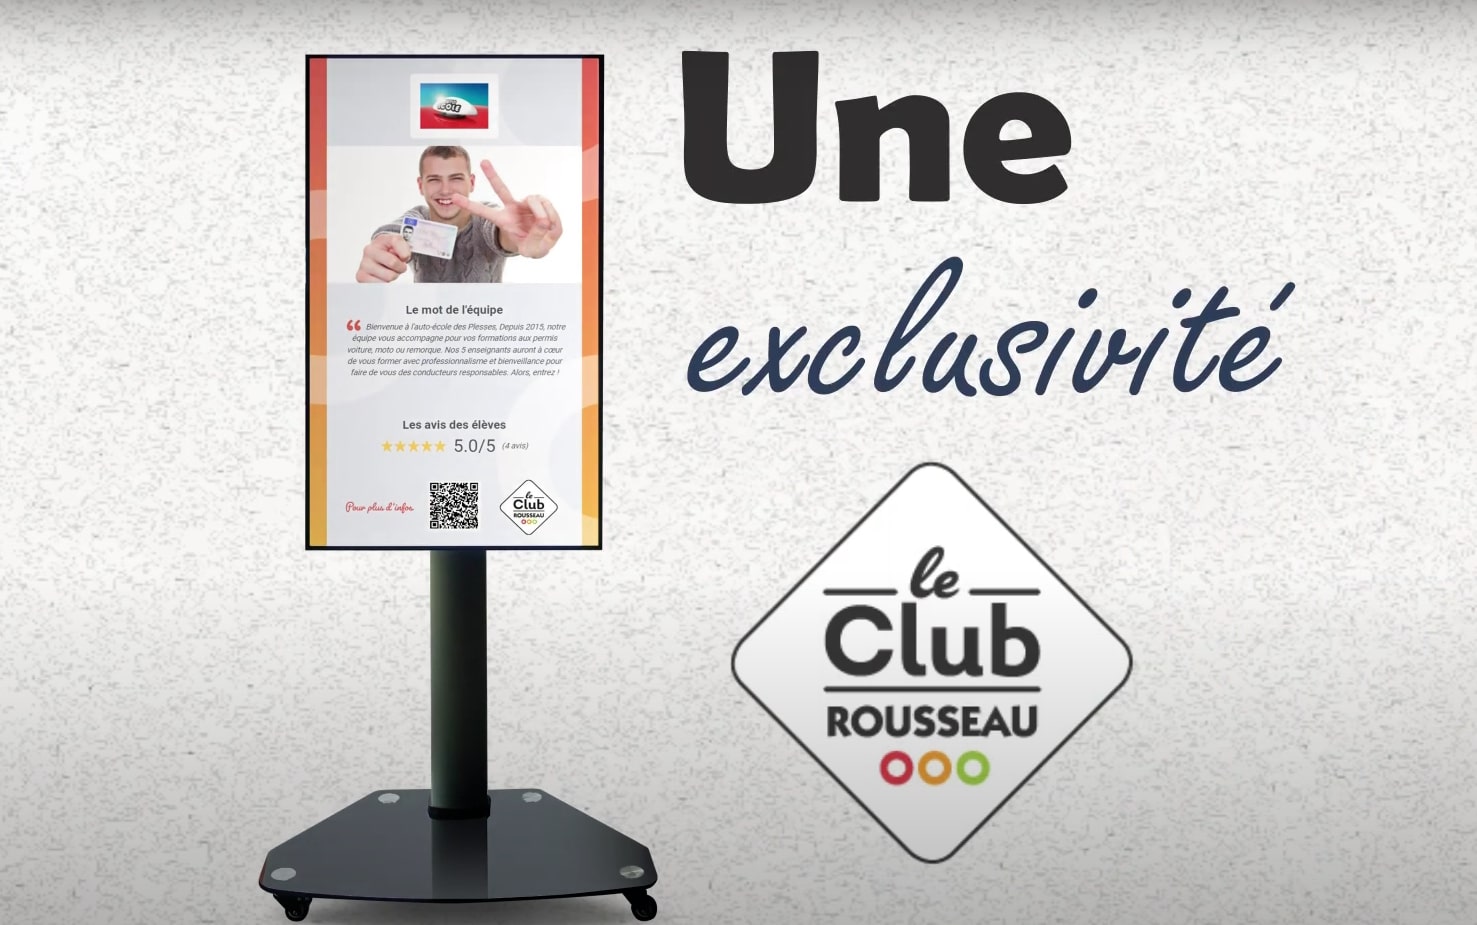 Une
exclusivité
ÉCOLE
Le mot de l'équipe
Bienvenue à l'auto-école des Plesses, Depuis 2015, notre
équipe vous accompagne pour vos formations aux permis
voiture, moto ou remorque. Nos 5 enseignants auront à cœur
de vous former avec professionnalisme et bienveillance pour
faire de vous des conducteurs responsables. Alors, entrez !
Les avis des élèves
5.0/5 (4 avis)
Pour plus d'infos
le
Club
ROUSSEAU
le
Club
ROUSSEAU